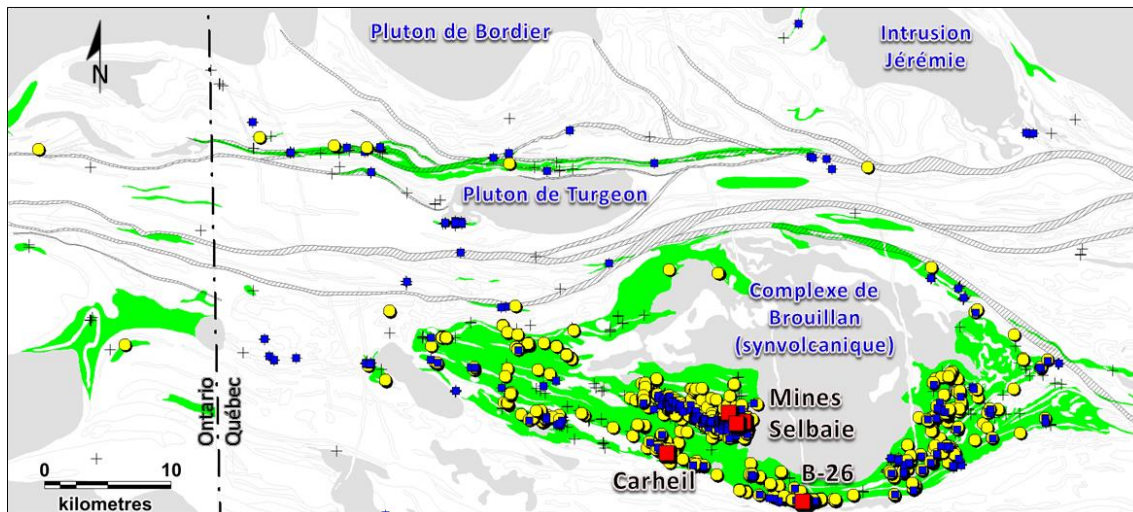 Pluton de Bordier
Intrusion
Jérémie
N
Pluton de Turgeon
Complexe de
Brouillan
(synvolcanique)
Ontario
Québec
Mines
Selbaie
Carheil
B-26
0 10
kilometres